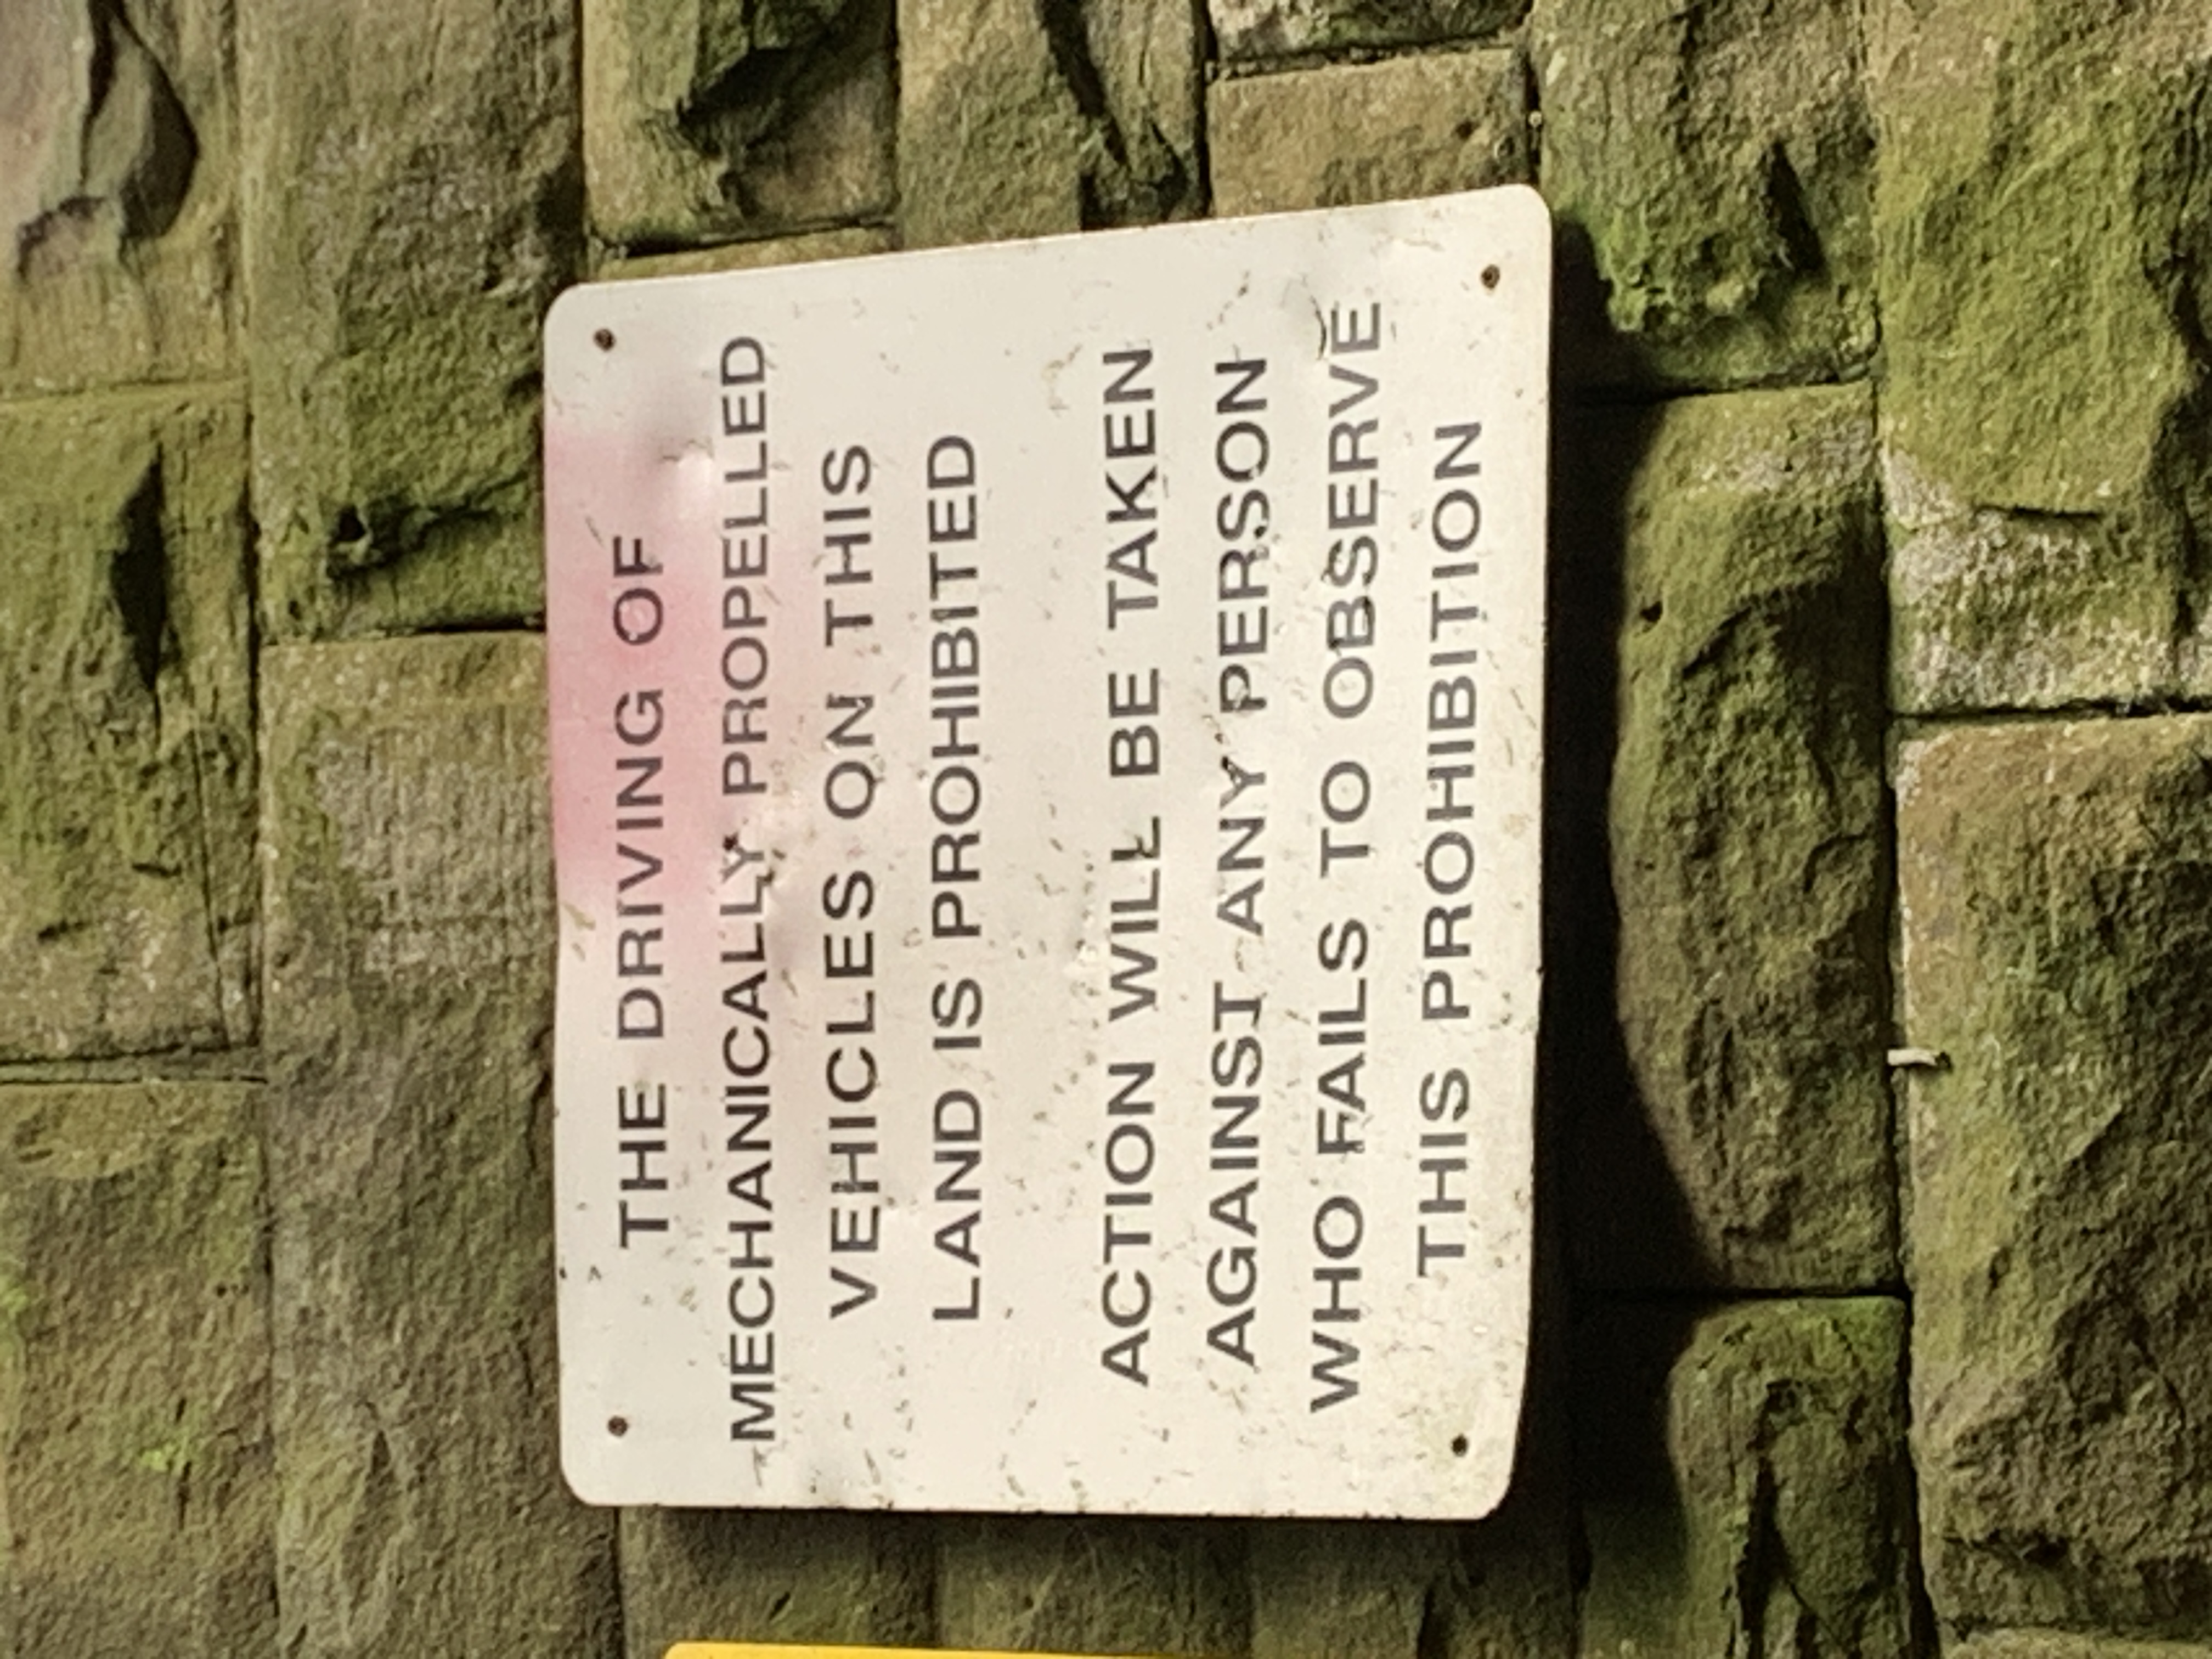 THE DRIVING OF
MECHANICALLY PROPELLED
VEHICLES ON THIS
LAND IS PROHIBITED
ACTION WILL BE TAKEN
AGAINST ANY PERSON
WHO FAILS TO OBSERVE
THIS PROHIBITION